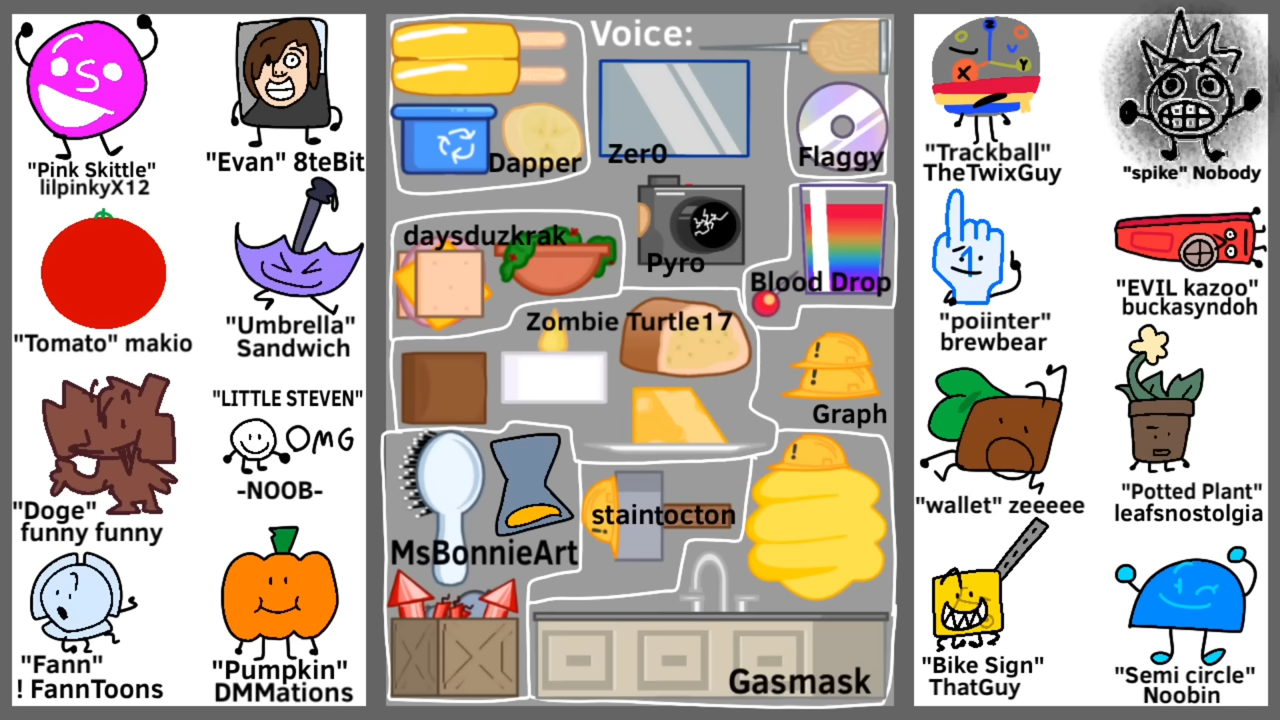 "Pink Skittle"
lilpinkyX12
"Evan" 8teBit
"Tomato" makio
"Umbrella"
Sandwich
"Doge"
funny funny
"LITTLE STEVEN"
OMG
-NOOB-
"Fann"
! FannToons
"Pumpkin"
DMMations
Voice:
Dapper
Zer0
Flaggy
daysduzkrak
Pyro
Blood Drop
Zombie Turtle17
Graph
MsBonnieArt
staintocton
Gasmask
Z
X
Y
"Trackball"
TheTwixGuy
"spike" Nobody
1
"poiinter"
brewbear
"EVIL kazoo"
buckasyndoh
"wallet" zeeeee
"Potted Plant"
leafsnostolgia
"Bike Sign"
ThatGuy
"Semi circle"
Noobin